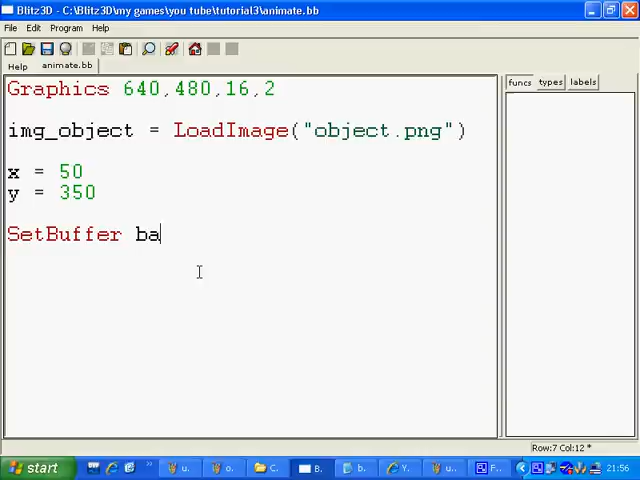 Blitz3D - C:\Blitz3D\my games\you tube\tutorial3\animate.bb
File Edit Program Help
Help animate.bb
funcs types labels
Graphics 640,480,16,2
img_object = LoadImage("object.png")
x = 50
y = 350
SetBuffer ba
Row:7 Col:12 *
start u. o. C. B. b. Y. u. F. 21:56